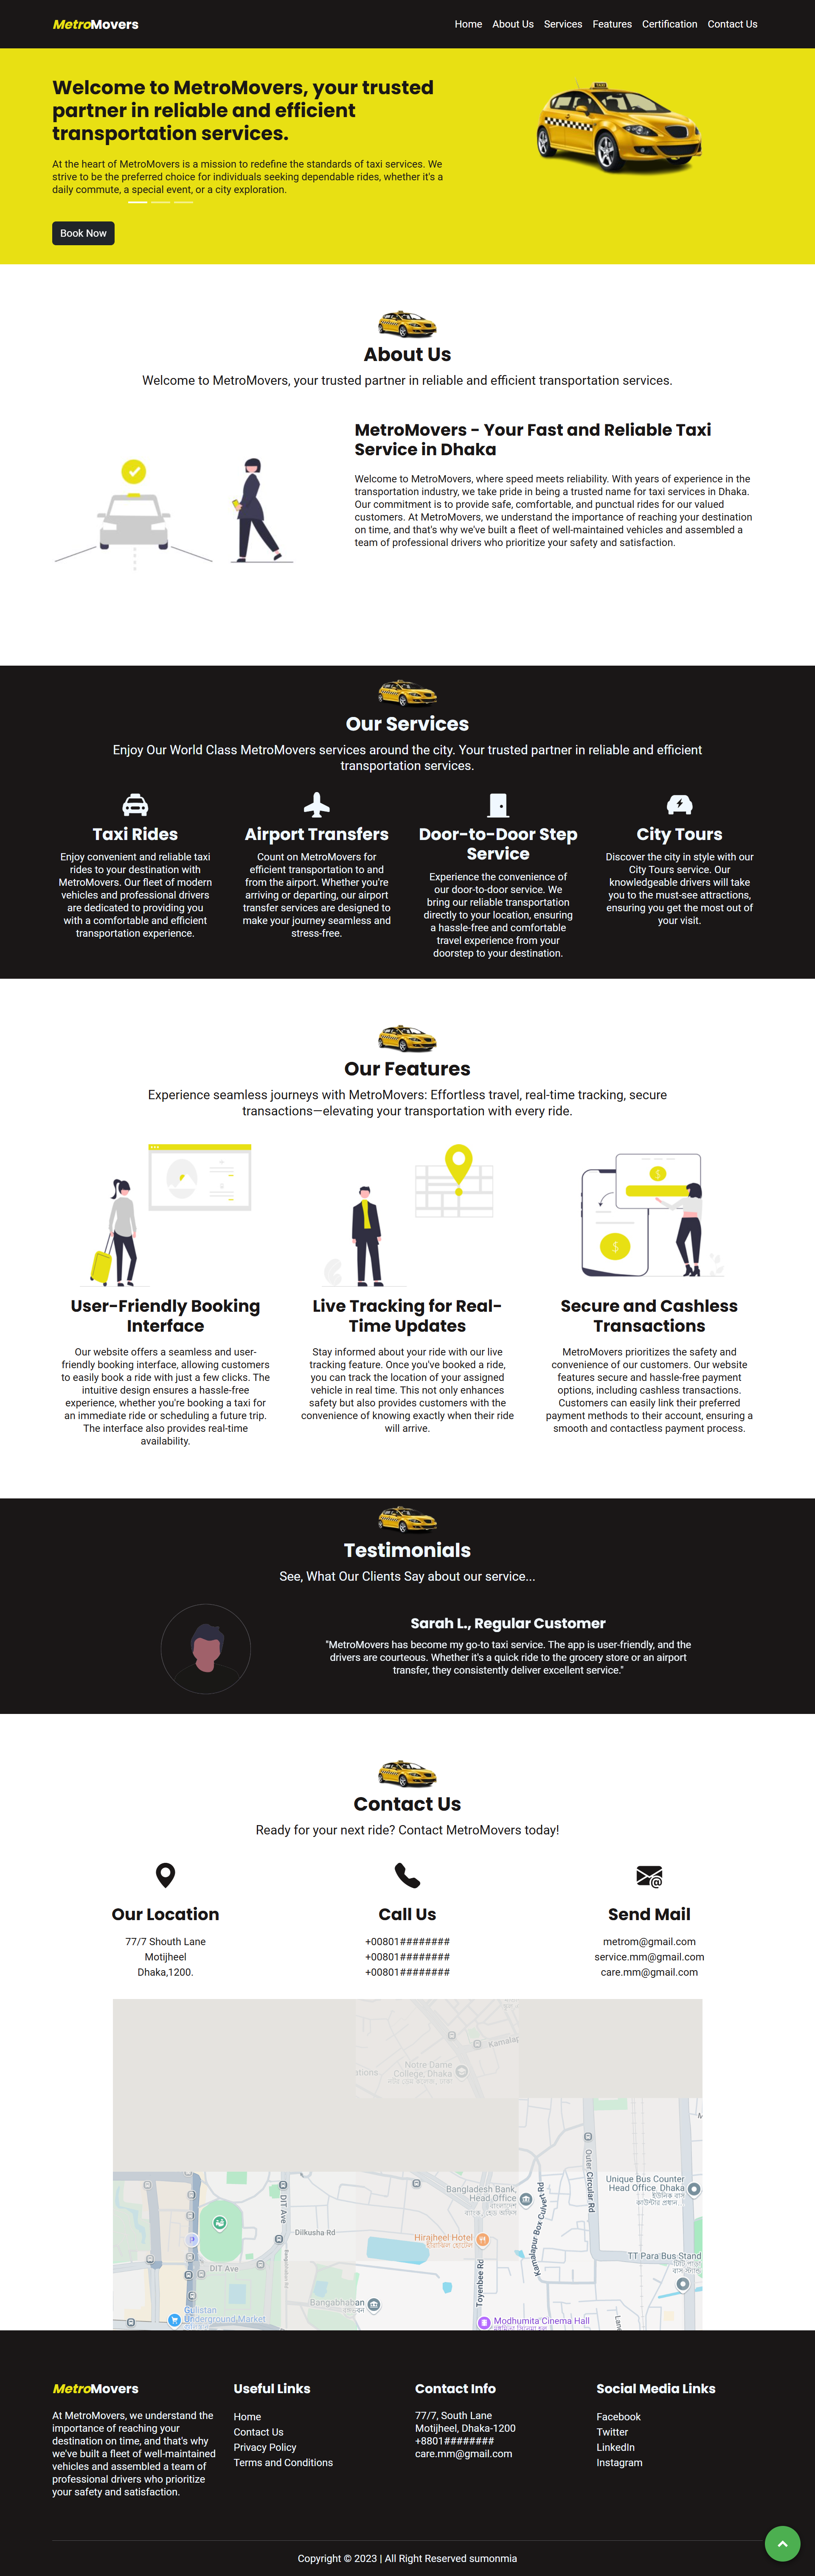 MetroMovers
Home About Us Services Features Certification Contact Us
Welcome to MetroMovers, your trusted
partner in reliable and efficient
transportation services.
At the heart of MetroMovers is a mission to redefine the standards of taxi services. We
strive to be the preferred choice for individuals seeking dependable rides, whether it's a
daily commute, a special event, or a city exploration.
Book Now
About Us
Welcome to MetroMovers, your trusted partner in reliable and efficient transportation services.
MetroMovers - Your Fast and Reliable Taxi
Service in Dhaka
Welcome to MetroMovers, where speed meets reliability. With years of experience in the
transportation industry, we take pride in being a trusted name for taxi services in Dhaka.
Our commitment is to provide safe, comfortable, and punctual rides for our valued
customers. At MetroMovers, we understand the importance of reaching your destination
on time, and that's why we've built a fleet of well-maintained vehicles and assembled a
team of professional drivers who prioritize your safety and satisfaction.
Our Services
Enjoy Our World Class MetroMovers services around the city. Your trusted partner in reliable and efficient
transportation services.
Taxi Rides
Enjoy convenient and reliable taxi
rides to your destination with
MetroMovers. Our fleet of modern
vehicles and professional drivers
are dedicated to providing you
with a comfortable and efficient
transportation experience.
Airport Transfers
Count on MetroMovers for
efficient transportation to and
from the airport. Whether you're
arriving or departing, our airport
transfer services are designed to
make your journey seamless and
stress-free.
Door-to-Door Step
Service
Experience the convenience of
our door-to-door service. We
bring our reliable transportation
directly to your location, ensuring
a hassle-free and comfortable
travel experience from your
doorstep to your destination.
City Tours
Discover the city in style with our
City Tours service. Our
knowledgeable drivers will take
you to the must-see attractions,
ensuring you get the most out of
your visit.
Our Features
Experience seamless journeys with MetroMovers: Effortless travel, real-time tracking, secure
transactions—elevating your transportation with every ride.
User-Friendly Booking
Interface
Our website offers a seamless and user-
friendly booking interface, allowing customers
to easily book a ride with just a few clicks. The
intuitive design ensures a hassle-free
experience, whether you're booking a taxi for
an immediate ride or scheduling a future trip.
The interface also provides real-time
availability.
Live Tracking for Real-
Time Updates
Stay informed about your ride with our live
tracking feature. Once you've booked a ride,
you can track the location of your assigned
vehicle in real time. This not only enhances
safety but also provides customers with the
convenience of knowing exactly when their ride
will arrive.
$
$
Secure and Cashless
Transactions
MetroMovers prioritizes the safety and
convenience of our customers. Our website
features secure and hassle-free payment
options, including cashless transactions.
Customers can easily link their preferred
payment methods to their account, ensuring a
smooth and contactless payment process.
Testimonials
See, What Our Clients Say about our service...
Sarah L., Regular Customer
"MetroMovers has become my go-to taxi service. The app is user-friendly, and the
drivers are courteous. Whether it's a quick ride to the grocery store or an airport
transfer, they consistently deliver excellent service."
Contact Us
Ready for your next ride? Contact MetroMovers today!
Our Location
77/7 Shouth Lane
Motijheel
Dhaka,1200.
Call Us
+00801########
+00801########
+00801########
Send Mail
metrom@gmail.com
service.mm@gmail.com
care.mm@gmail.com
Kamalap
Notre Dame
College, Dhaka
Outer Circular Rd
Unique Bus Counter
Head Office, Dhaka
Bangladesh Bank,
Head Office
DIT Ave
Dilkusha Rd
Hirajheel Hotel
Kamalapur Box Culvert Rd
TT Para Bus Stand
DIT Ave
Toyenbee Rd
Bangabhaban
বঙ্গভবন
Gulistan
Underground Market
Modhumita Cinema Hall
MetroMovers
At MetroMovers, we understand the
importance of reaching your
destination on time, and that's why
we've built a fleet of well-maintained
vehicles and assembled a team of
professional drivers who prioritize
your safety and satisfaction.
Useful Links
Home
Contact Us
Privacy Policy
Terms and Conditions
Contact Info
77/7, South Lane
Motijheel, Dhaka-1200
+8801########
care.mm@gmail.com
Social Media Links
Facebook
Twitter
LinkedIn
Instagram
Copyright © 2023 | All Right Reserved sumonmia